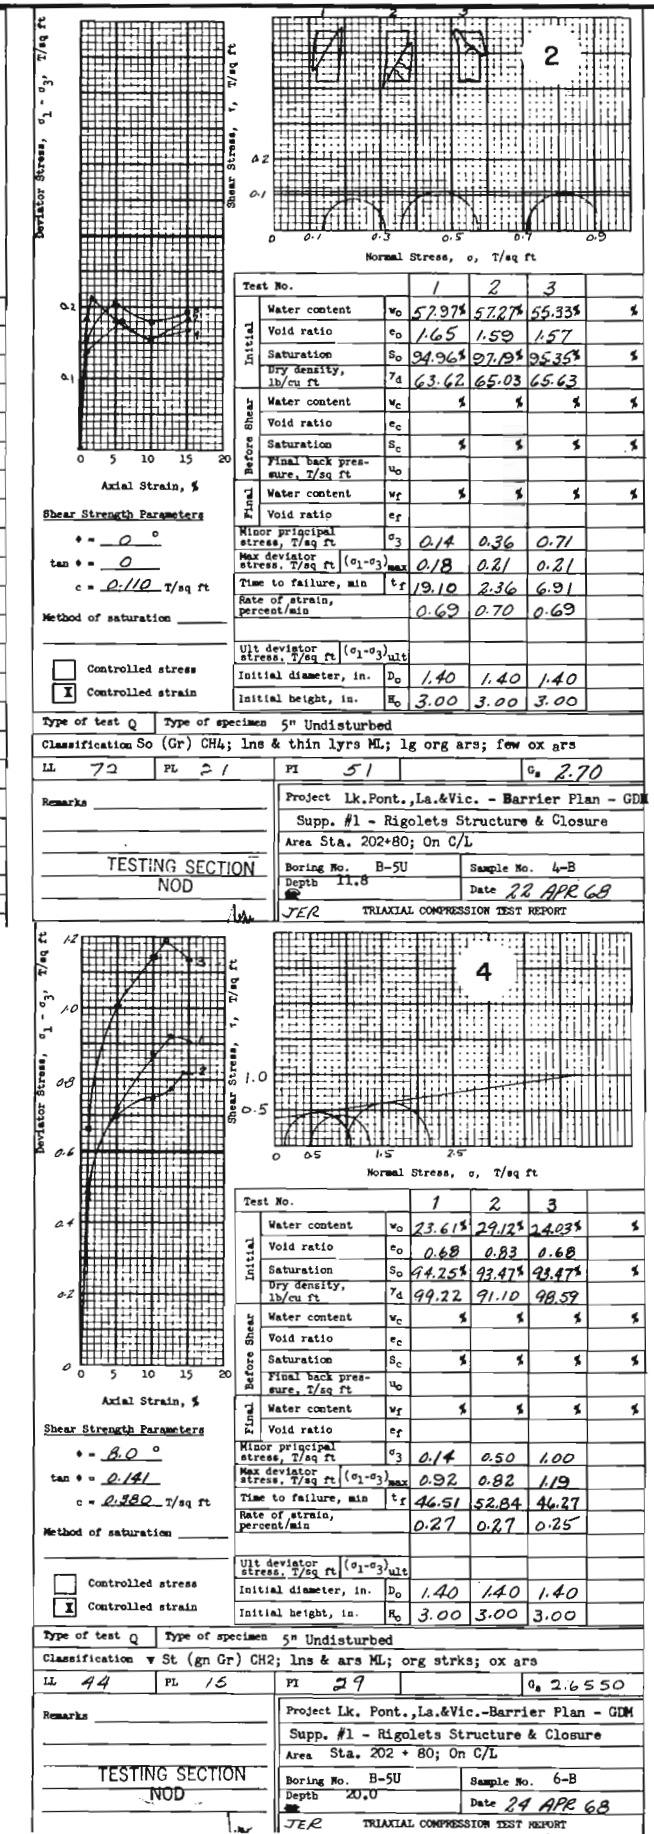 Deviator Stress, σ1 - σ3, T/sq ft
0.2
0.1
0 5 10 15 20
Axial Strain, %
Shear Stress, τ, T/sq ft
1 2 3
2
0.2
0.1
0 0.1 0.3 0.5 0.7 0.9
Normal Stress, σ, T/sq ft
Shear Strength Parameters
φ = 0 °
tan φ = 0
c = 0.110 T/sq ft
Method of saturation
Controlled stress
X Controlled strain
Test No. 1 2 3
Initial
Water content wo 57.97% 57.27% 55.33% %
Void ratio eo 1.65 1.59 1.57
Saturation So 94.96% 97.19% 95.35% %
Dry density, lb/cu ft γd 63.62 65.03 65.63
Before Shear
Water content wc % % % %
Void ratio ec
Saturation Sc % % % %
Final back pres-
sure, T/sq ft uo
Final
Water content wf % % % %
Void ratio ef
Minor principal
stress, T/sq ft σ3 0.14 0.36 0.71
Max deviator
stress, T/sq ft (σ1-σ3)max 0.18 0.21 0.21
Time to failure, min tf 19.10 2.36 6.91
Rate of strain,
percent/min 0.69 0.70 0.69
Ult deviator
stress, T/sq ft (σ1-σ3)ult
Initial diameter, in. Do 1.40 1.40 1.40
Initial height, in. Ho 3.00 3.00 3.00
Type of test Q Type of specimen 5" Undisturbed
Classification So (Gr) CH4; lns & thin lyrs ML; lg org ars; few ox ars
LL 72 PL 21 PI 51 Gs 2.70
Remarks
TESTING SECTION
NOD
Project Lk.Pont.,La.&Vic. - Barrier Plan - GDM
Supp. #1 - Rigolets Structure & Closure
Area Sta. 202+80; On C/L
Boring No. B-5U Sample No. 4-B
Depth 11.8 Date 22 APR 68
JER TRIAXIAL COMPRESSION TEST REPORT
Deviator Stress, σ1 - σ3, T/sq ft
1.2
1.0
0.8
0.6
0.4
0.2
0
3
1
2
0 5 10 15 20
Axial Strain, %
Shear Stress, τ, T/sq ft
4
1.0
0.5
0 0.5 1.5 2.5
Normal Stress, σ, T/sq ft
Shear Strength Parameters
φ = 8.0 °
tan φ = 0.141
c = 0.380 T/sq ft
Method of saturation
Controlled stress
X Controlled strain
Test No. 1 2 3
Initial
Water content wo 23.61% 29.12% 24.03% %
Void ratio eo 0.68 0.83 0.68
Saturation So 94.25% 93.47% 93.47% %
Dry density, lb/cu ft γd 99.22 91.10 98.59
Before Shear
Water content wc % % % %
Void ratio ec
Saturation Sc % % % %
Final back pres-
sure, T/sq ft uo
Final
Water content wf % % % %
Void ratio ef
Minor principal
stress, T/sq ft σ3 0.14 0.50 1.00
Max deviator
stress, T/sq ft (σ1-σ3)max 0.92 0.82 1.19
Time to failure, min tf 46.51 52.84 46.27
Rate of strain,
percent/min 0.27 0.27 0.25
Ult deviator
stress, T/sq ft (σ1-σ3)ult
Initial diameter, in. Do 1.40 1.40 1.40
Initial height, in. Ho 3.00 3.00 3.00
Type of test Q Type of specimen 5" Undisturbed
Classification v St (gn Gr) CH2; lns & ars ML; org strks; ox ars
LL 44 PL 15 PI 29 Gs 2.6550
Remarks
TESTING SECTION
NOD
Project Lk. Pont.,La.&Vic.-Barrier Plan - GDM
Supp. #1 - Rigolets Structure & Closure
Area Sta. 202 + 80; On C/L
Boring No. B-5U Sample No. 6-B
Depth 20.0 Date 24 APR 68
JER TRIAXIAL COMPRESSION TEST REPORT